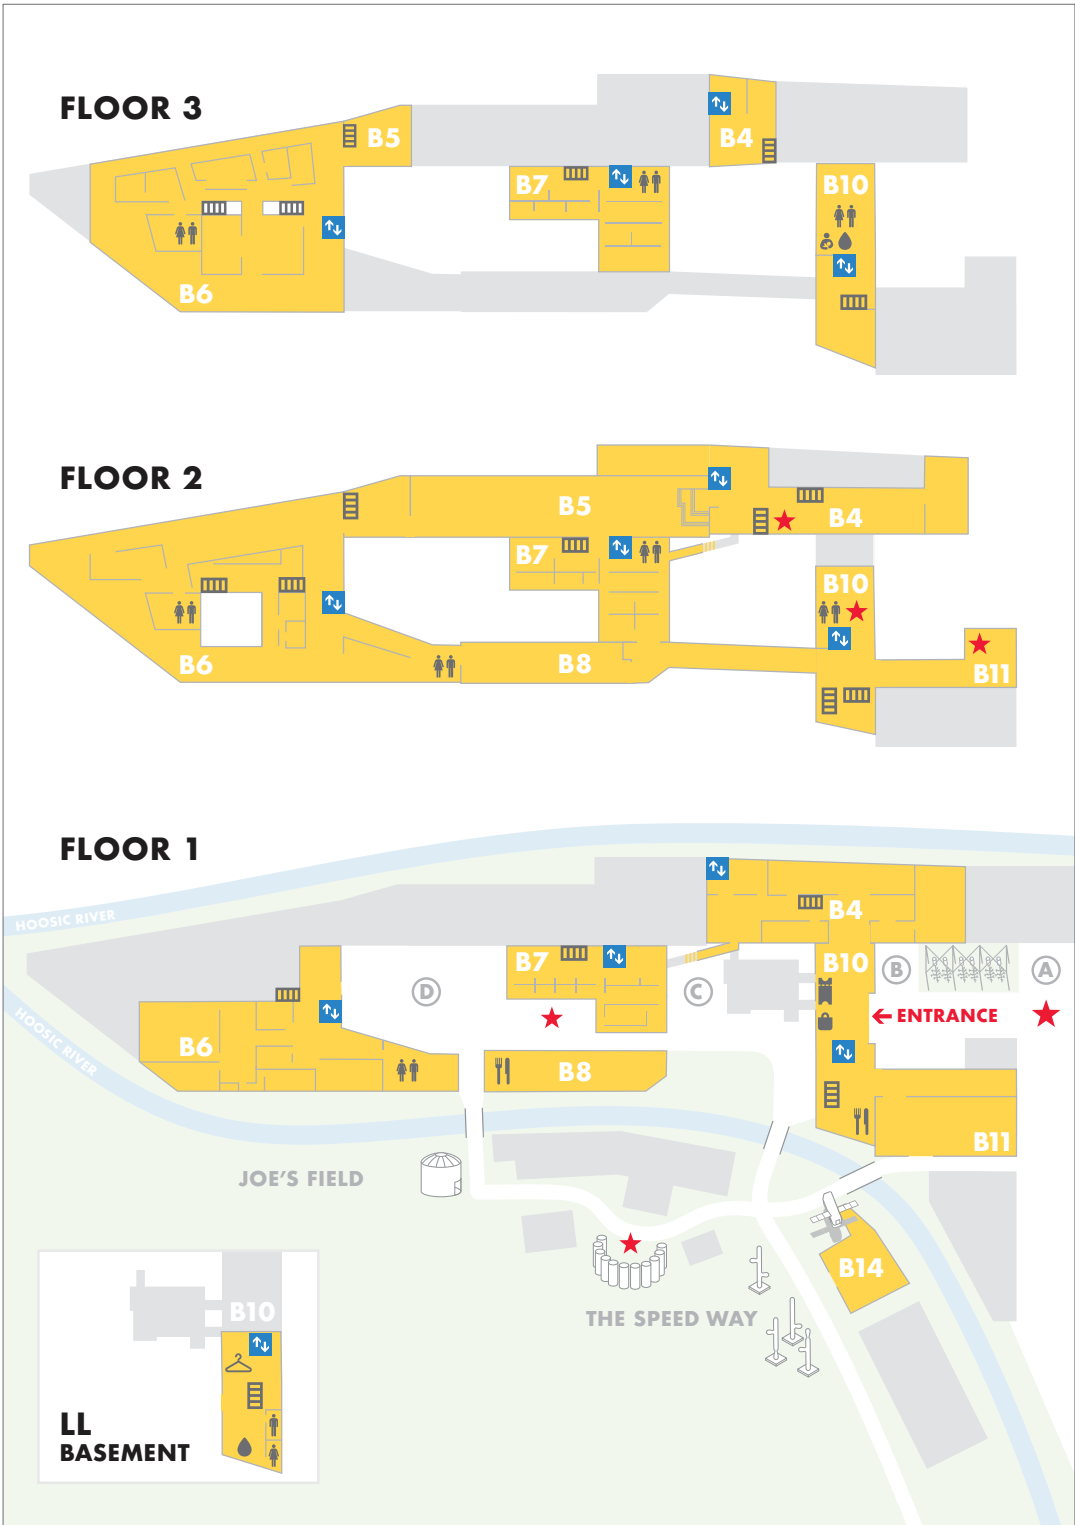 FLOOR 3
B5
B4
B7
B10
B6
FLOOR 2
B5
B4
B7
B10
B6
B8
B11
FLOOR 1
HOOSIC RIVER
B4
B7
B10
B
A
D
C
ENTRANCE
HOOSIC RIVER
B6
B8
B11
JOE'S FIELD
B14
THE SPEED WAY
B10
LL
BASEMENT